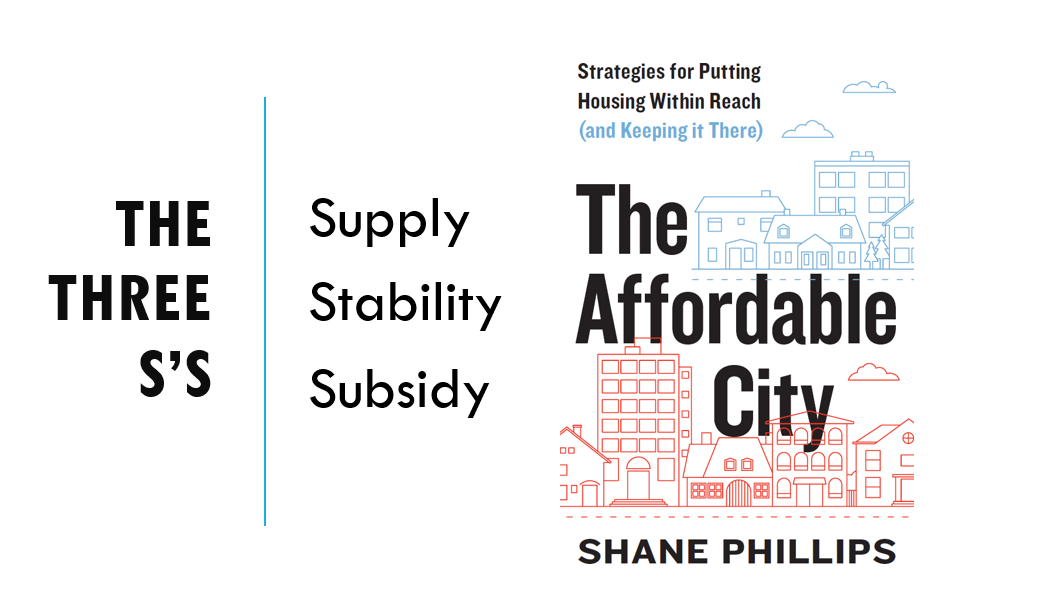 THE
THREE
S’S
Supply
Stability
Subsidy
Strategies for Putting
Housing Within Reach
(and Keeping it There)
The
Affordable
City
SHANE PHILLIPS